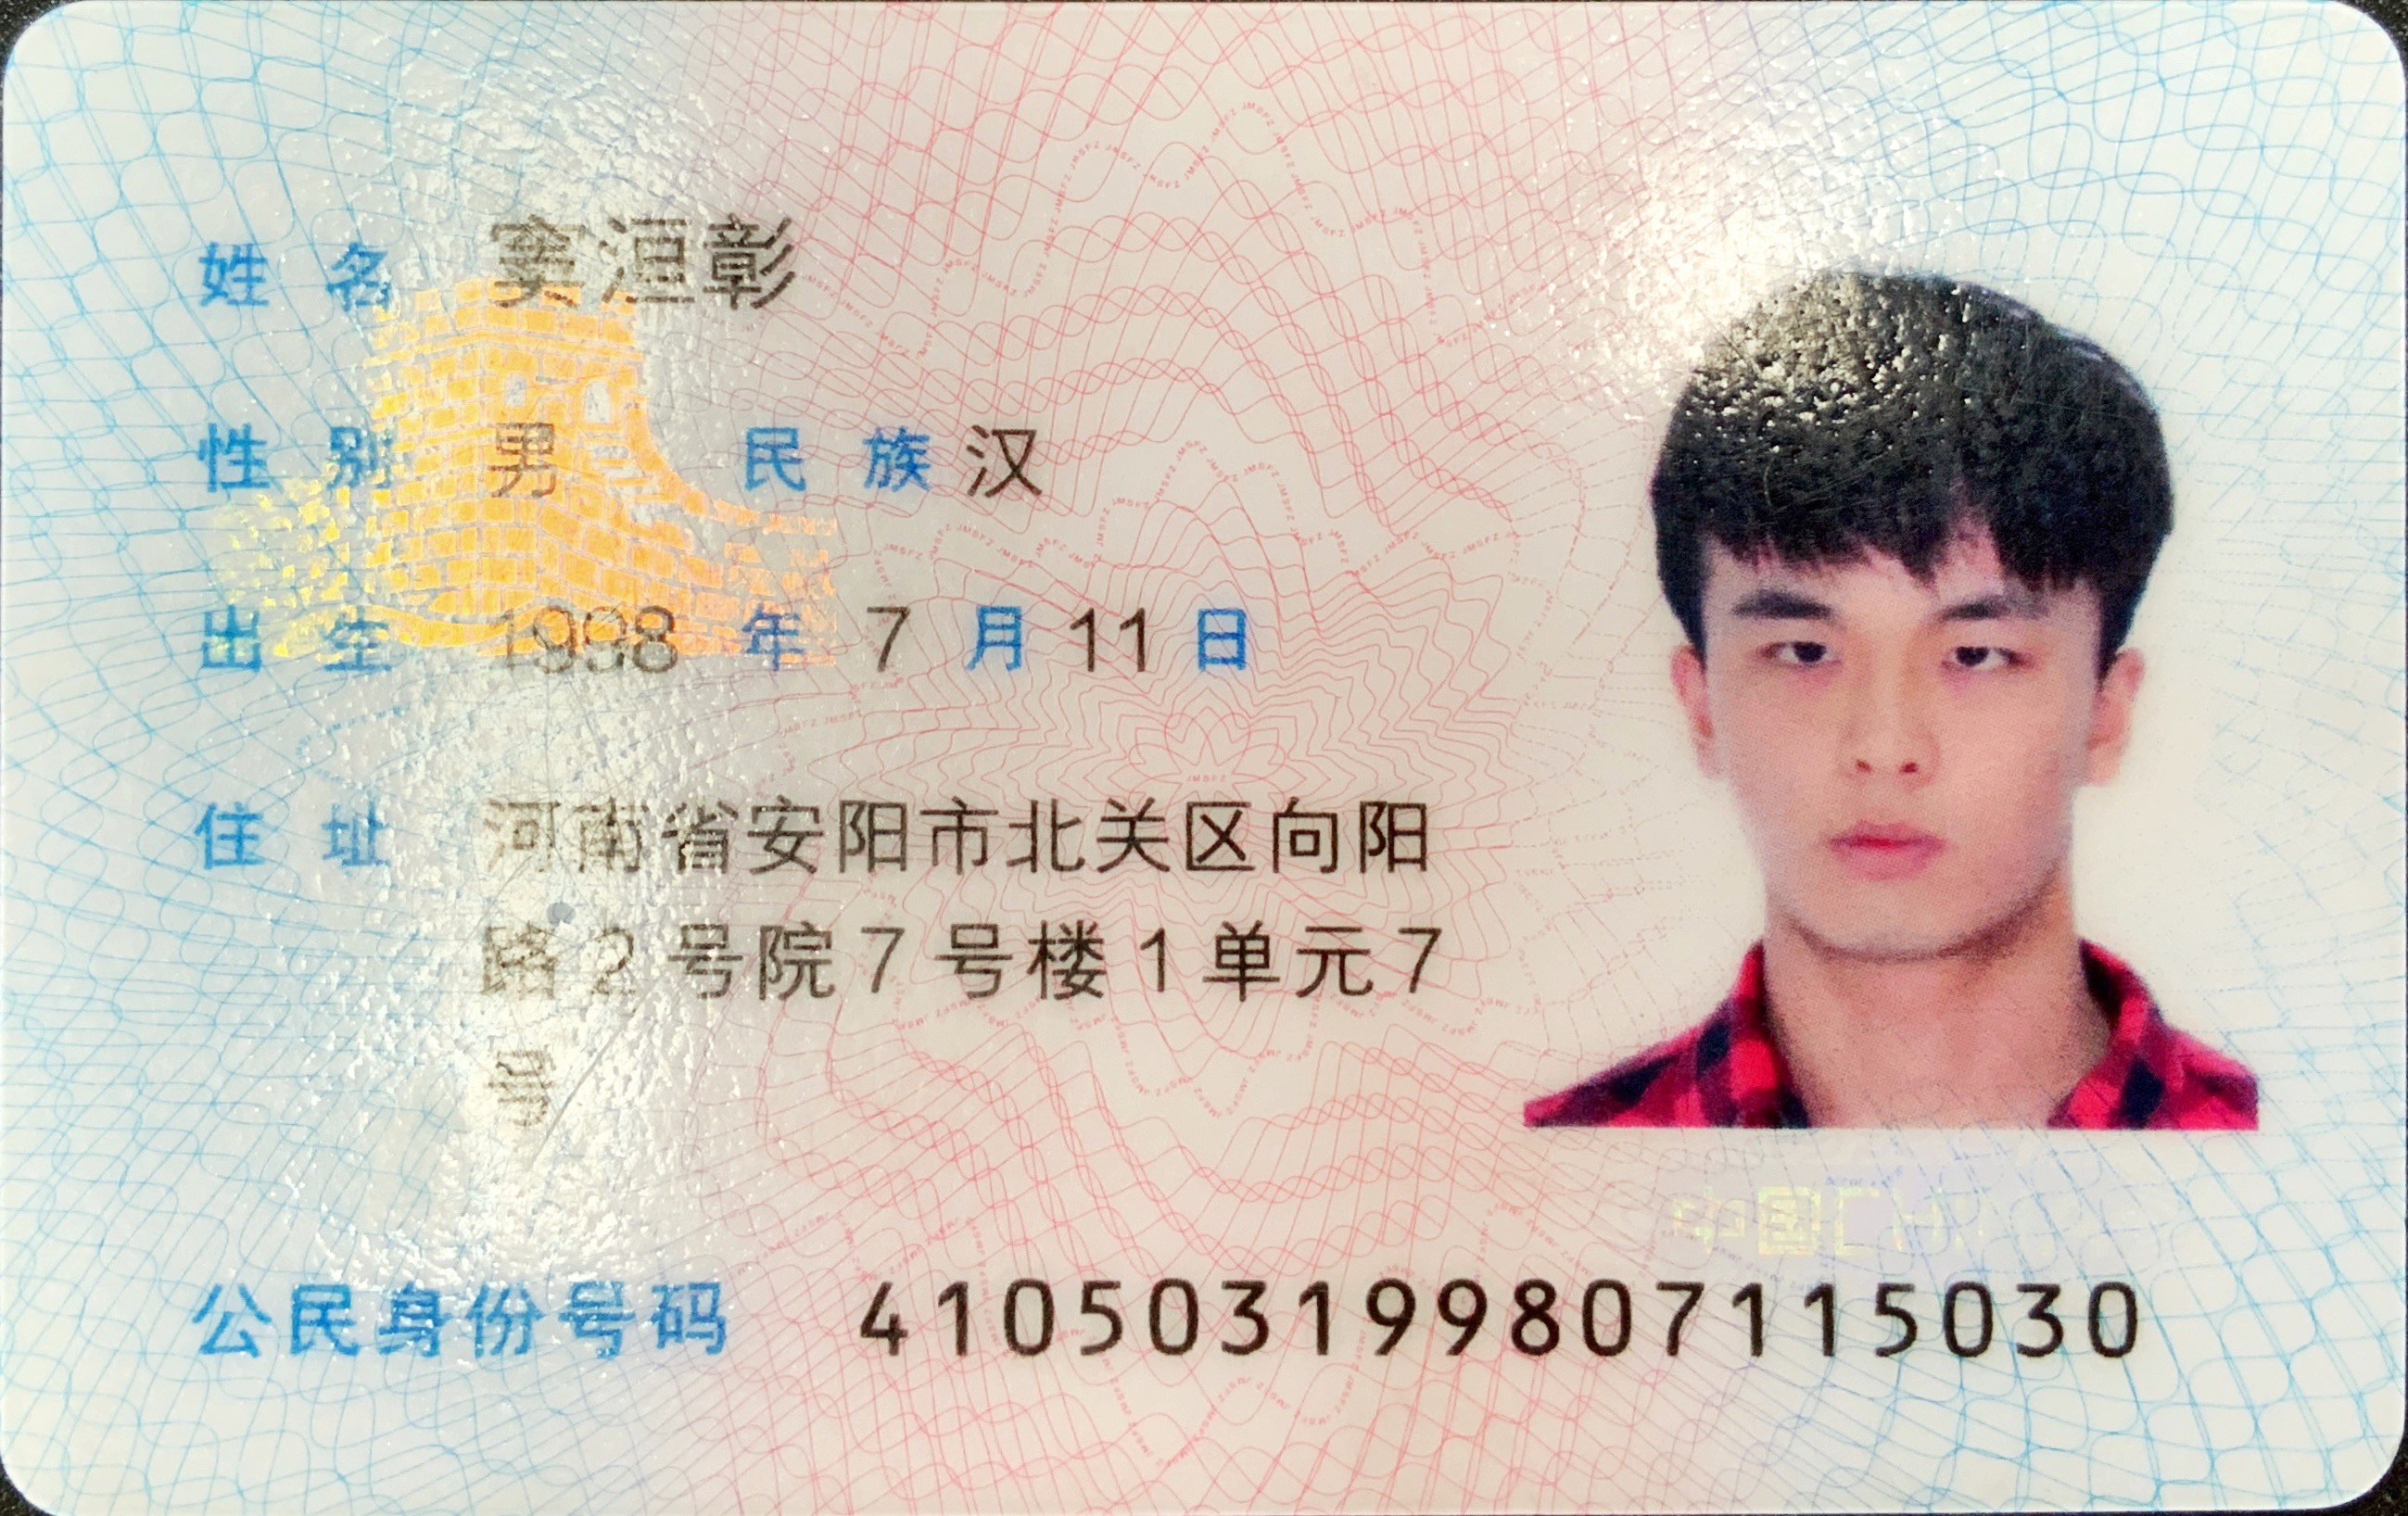 姓名 窦洹彰
性别 男 民族 汉
出生 1998 年 7 月 11 日
住址 河南省安阳市北关区向阳
路2号院7号楼1单元7
号
中国CHINA
公民身份号码 410503199807115030